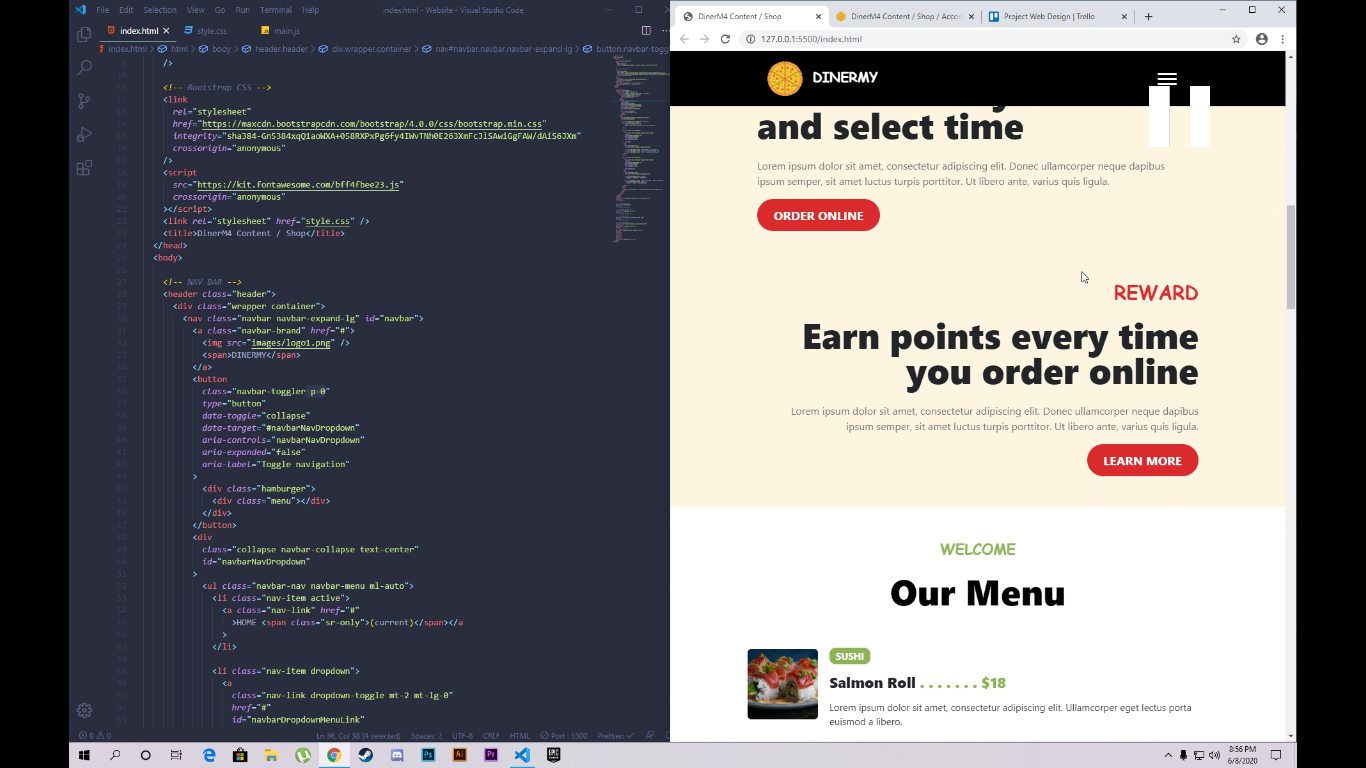 File Edit Selection View Go Run Terminal Help index.html - Website - Visual Studio Code
index.html style.css main.js
index.html > html > body > header.header > div.wrapper.container > nav#navbar.navbar.navbar-expand-lg > button.navbar-togg
/>
<!-- Bootstrap CSS -->
<link
rel="stylesheet"
href="https://maxcdn.bootstrapcdn.com/bootstrap/4.0.0/css/bootstrap.min.css"
integrity="sha384-Gn5384xqQ1aoWXA+058RXPxPg6fy4IWvTNh0E263XmFcJlSAwiGgFAW/dAiS6JXm"
crossorigin="anonymous"
/>
<script
src="https://kit.fontawesome.com/bff4fbee23.js"
crossorigin="anonymous"
></script>
<link rel="stylesheet" href="style.css" />
<title>DinerM4 Content / Shop</title>
</head>
<body>
<!-- NAV BAR -->
<header class="header">
<div class="wrapper container">
<nav class="navbar navbar-expand-lg" id="navbar">
<a class="navbar-brand" href="#">
<img src="images/logo1.png" />
<span>DINERMY</span>
</a>
<button
class="navbar-toggler p-0"
type="button"
data-toggle="collapse"
data-target="#navbarNavDropdown"
aria-controls="navbarNavDropdown"
aria-expanded="false"
aria-label="Toggle navigation"
>
<div class="hamburger">
<div class="menu"></div>
</div>
</button>
<div
class="collapse navbar-collapse text-center"
id="navbarNavDropdown"
>
<ul class="navbar-nav navbar-menu ml-auto">
<li class="nav-item active">
<a class="nav-link" href="#"
>HOME <span class="sr-only">(current)</span></a
>
</li>
<li class="nav-item dropdown">
<a
class="nav-link dropdown-toggle mt-2 mt-lg-0"
href="#"
id="navbarDropdownMenuLink"
0 0 Ln 36, Col 38 (4 selected) Spaces: 2 UTF-8 CRLF HTML Port : 5500 Prettier: ✓
DinerM4 Content / Shop
DinerM4 Content / Shop / Accor
Project Web Design | Trello
127.0.0.1:5500/index.html
DINERMY
and select time
Lorem ipsum dolor sit amet, consectetur adipiscing elit. Donec ullamcorper neque dapibus
ipsum semper, sit amet luctus turpis porttitor. Ut libero ante, varius quis ligula.
ORDER ONLINE
REWARD
Earn points every time
you order online
Lorem ipsum dolor sit amet, consectetur adipiscing elit. Donec ullamcorper neque dapibus
ipsum semper, sit amet luctus turpis porttitor. Ut libero ante, varius quis ligula.
LEARN MORE
WELCOME
Our Menu
SUSHI
Salmon Roll . . . . . . . $18
Lorem ipsum dolor sit amet, consectetur adipiscing elit. Ullamcorper eget lectus porta
euismod a libero.
8:56 PM
6/8/2020